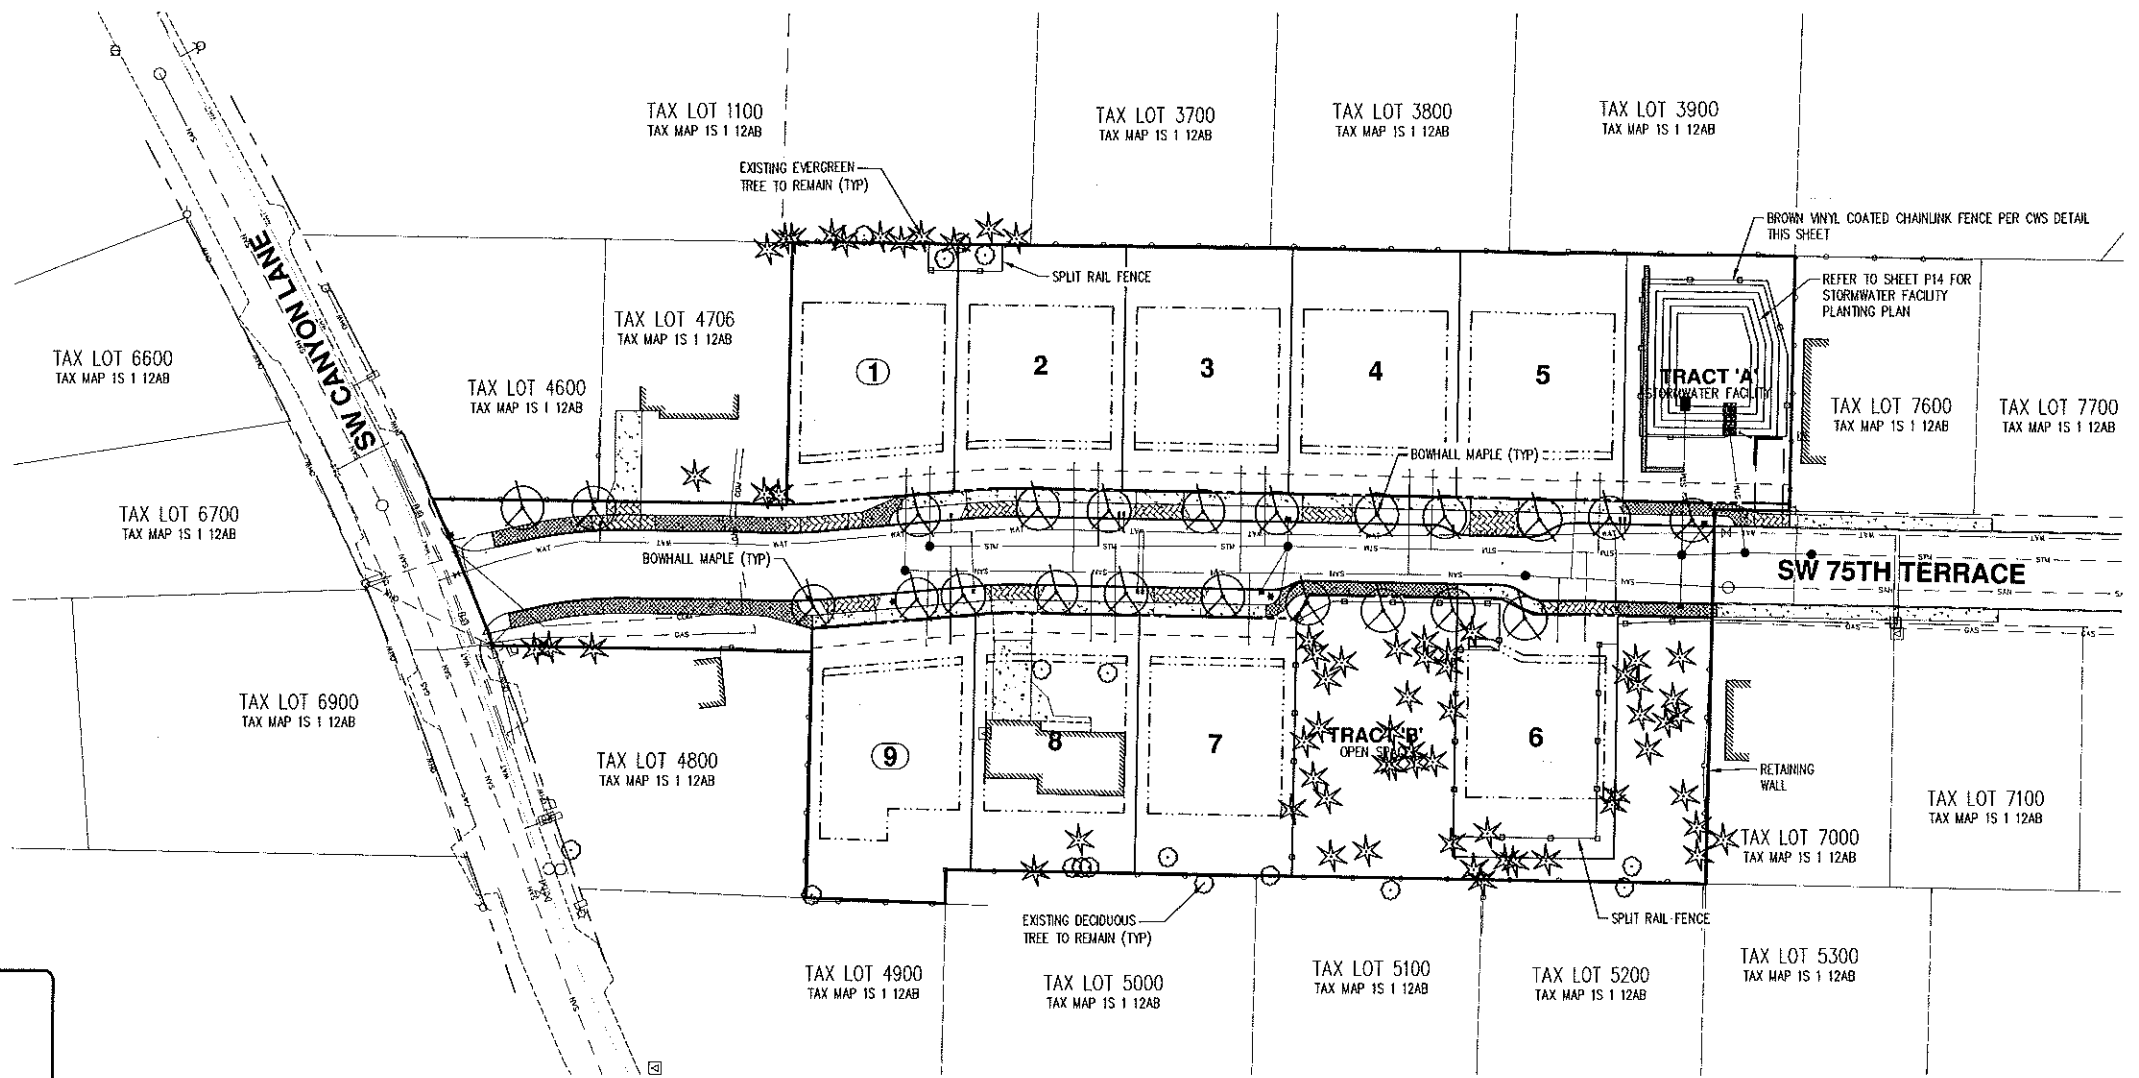 TAX LOT 1100
TAX MAP 1S 1 12AB
TAX LOT 3700
TAX MAP 1S 1 12AB
TAX LOT 3800
TAX MAP 1S 1 12AB
TAX LOT 3900
TAX MAP 1S 1 12AB
EXISTING EVERGREEN
TREE TO REMAIN (TYP)
BROWN VINYL COATED CHAINLINK FENCE PER CWS DETAIL
THIS SHEET
SPLIT RAIL FENCE
REFER TO SHEET P14 FOR
STORMWATER FACILITY
PLANTING PLAN
SW CANYON LANE
TAX LOT 4706
TAX MAP 1S 1 12AB
TAX LOT 6600
TAX MAP 1S 1 12AB
TAX LOT 4600
TAX MAP 1S 1 12AB
1
2
3
4
5
TRACT 'A'
STORMWATER FACILITY
TAX LOT 7600
TAX MAP 1S 1 12AB
TAX LOT 7700
TAX MAP 1S 1 12AB
BOWHALL MAPLE (TYP)
TAX LOT 6700
TAX MAP 1S 1 12AB
BOWHALL MAPLE (TYP)
SW 75TH TERRACE
WAT
STM
SAN
COM
GAS
TAX LOT 6900
TAX MAP 1S 1 12AB
TAX LOT 4800
TAX MAP 1S 1 12AB
9
8
7
TRACT 'B'
OPEN SPACE
6
RETAINING
WALL
TAX LOT 7100
TAX MAP 1S 1 12AB
TAX LOT 7000
TAX MAP 1S 1 12AB
EXISTING DECIDUOUS
TREE TO REMAIN (TYP)
SPLIT RAIL FENCE
TAX LOT 4900
TAX MAP 1S 1 12AB
TAX LOT 5000
TAX MAP 1S 1 12AB
TAX LOT 5100
TAX MAP 1S 1 12AB
TAX LOT 5200
TAX MAP 1S 1 12AB
TAX LOT 5300
TAX MAP 1S 1 12AB